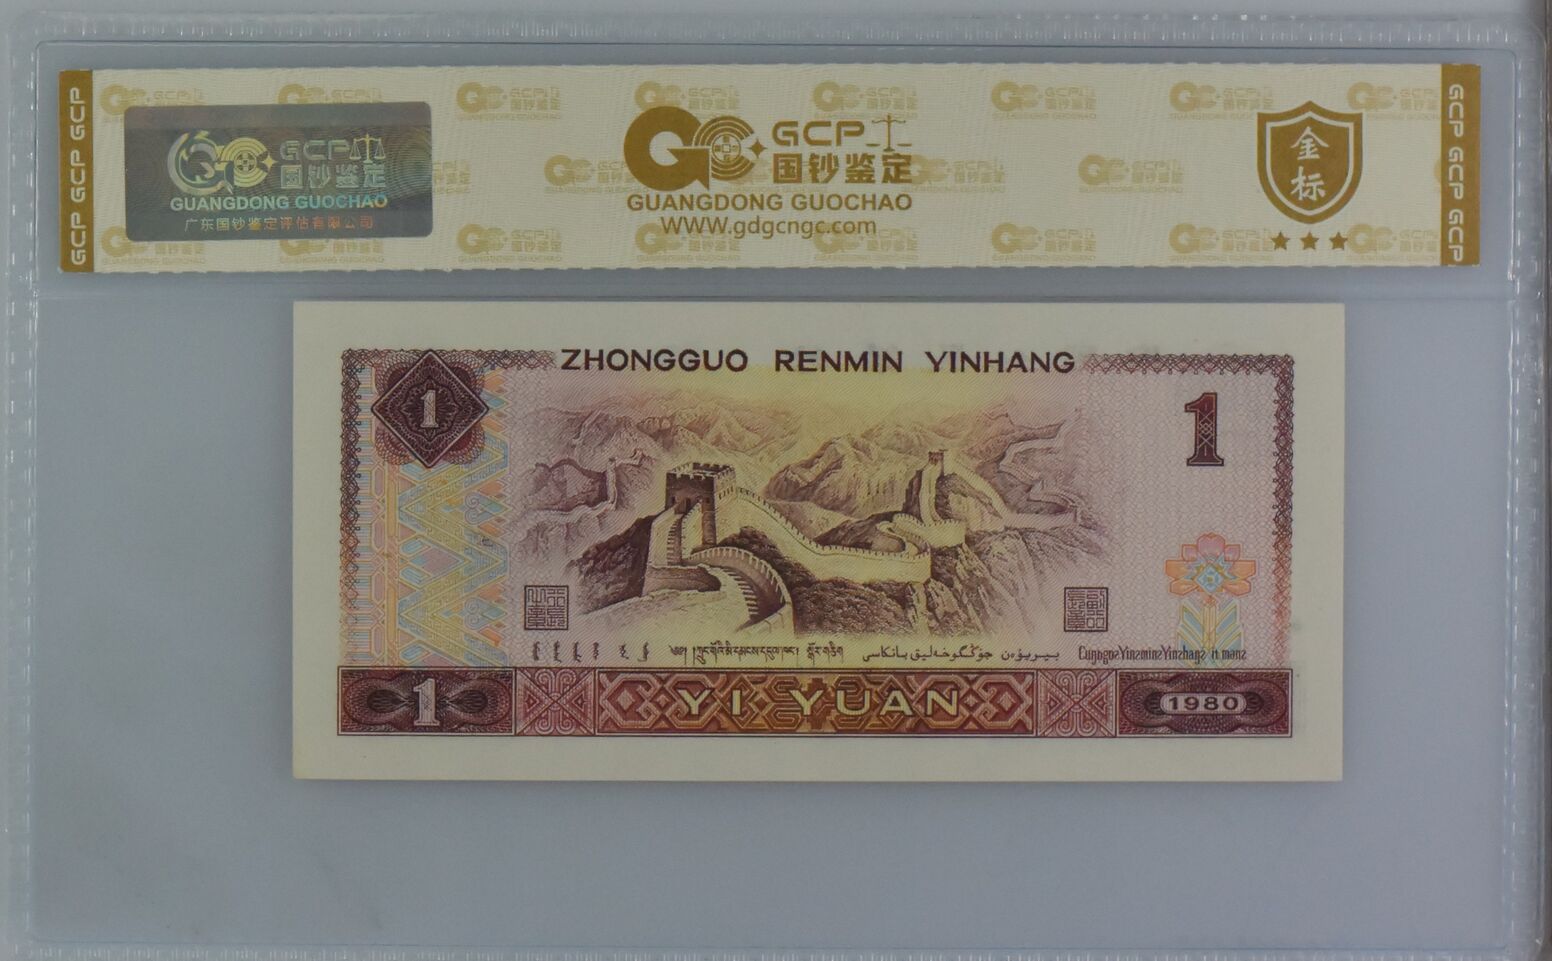 GCP GCP GCP
GCP
国钞鉴定
GUANGDONG GUOCHAO
广东国钞鉴定评估有限公司
GCP
国钞鉴定
GUANGDONG GUOCHAO
WWW.gdgcngc.com
金标
GCP GCP GCP
ZHONGGUO RENMIN YINHANG
1
1
1
YI YUAN
1980